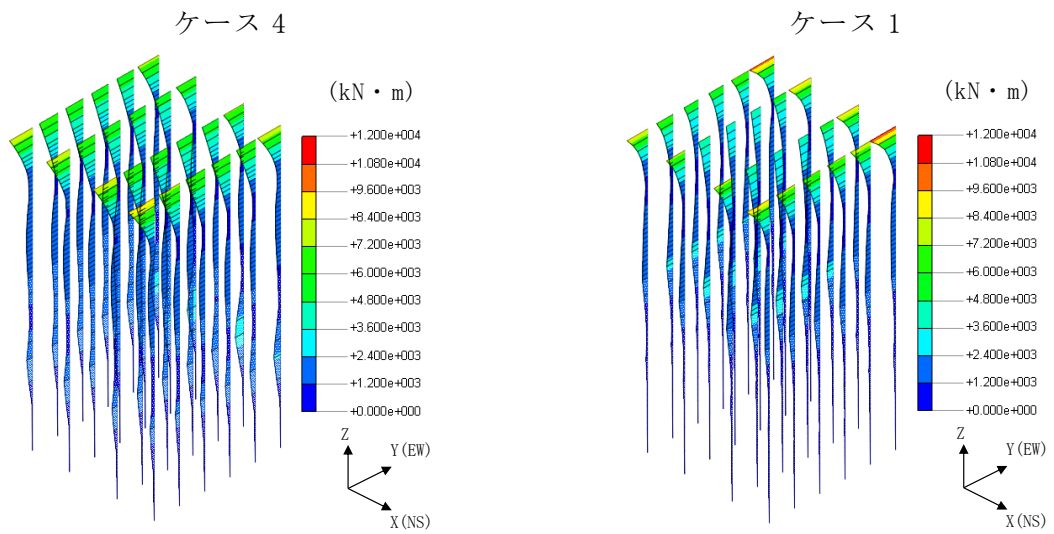 ケース 4
(kN・m)
+1.200e+004
+1.080e+004
+9.600e+003
+8.400e+003
+7.200e+003
+6.000e+003
+4.800e+003
+3.600e+003
+2.400e+003
+1.200e+003
+0.000e+000
Z
Y(EW)
X(NS)
ケース 1
(kN・m)
+1.200e+004
+1.080e+004
+9.600e+003
+8.400e+003
+7.200e+003
+6.000e+003
+4.800e+003
+3.600e+003
+2.400e+003
+1.200e+003
+0.000e+000
Z
Y(EW)
X(NS)